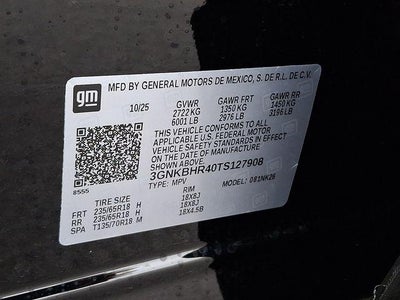 gm
MFD BY GENERAL MOTORS DE MEXICO, S. DE R.L. DE C.V.
10/25 GVWR GAWR FRT GAWR RR
2722 KG 1350 KG 1450 KG
6001 LB 2976 LB 3196 LB
THIS VEHICLE CONFORMS TO ALL
APPLICABLE U.S. FEDERAL MOTOR
VEHICLE SAFETY STANDARDS IN EFFECT
ON THE DATE OF MANUFACTURE SHOWN ABOVE.
3GNKBHR40TS127908
8555 TYPE: MPV MODEL: 081NK26
TIRE SIZE RIM
FRT 235/65R18 H 18X8J
RR 235/65R18 H 18X8J
SPA T135/70R18 M 18X4.5B